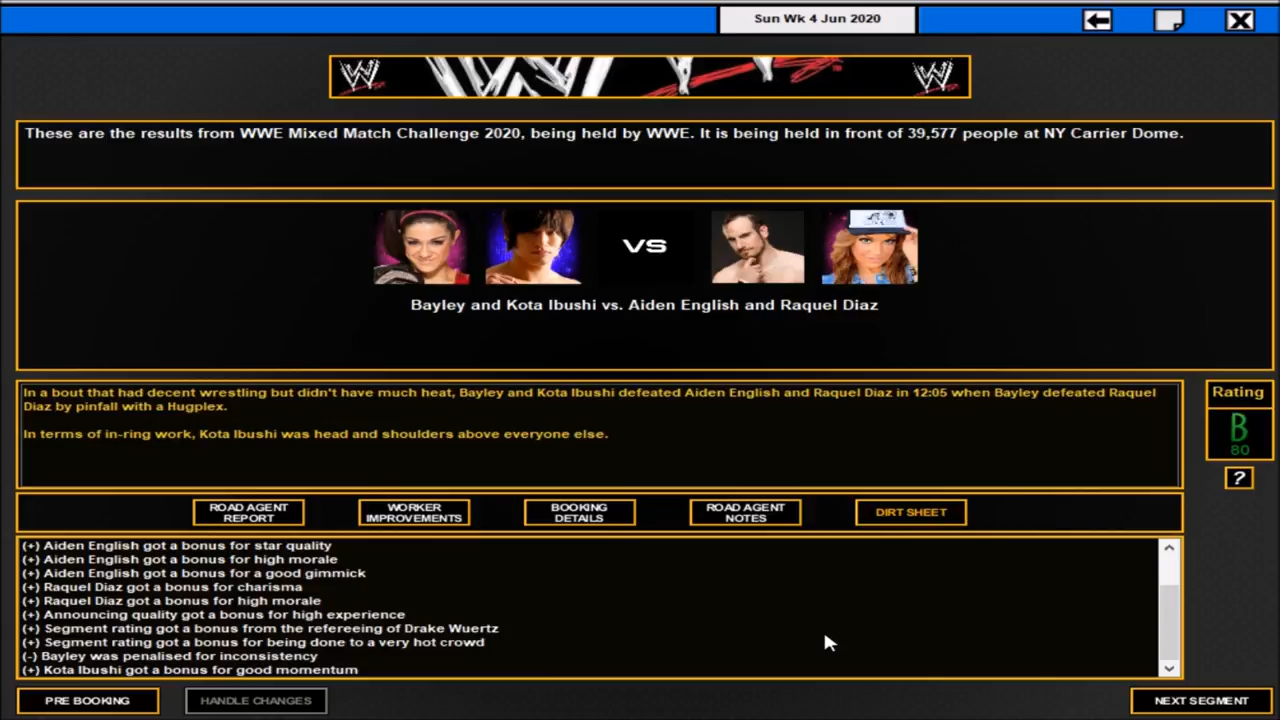 Sun Wk 4 Jun 2020
These are the results from WWE Mixed Match Challenge 2020, being held by WWE. It is being held in front of 39,577 people at NY Carrier Dome.
VS
Bayley and Kota Ibushi vs. Aiden English and Raquel Diaz
In a bout that had decent wrestling but didn't have much heat, Bayley and Kota Ibushi defeated Aiden English and Raquel Diaz in 12:05 when Bayley defeated Raquel
Diaz by pinfall with a Hugplex.
In terms of in-ring work, Kota Ibushi was head and shoulders above everyone else.
Rating
B
80
?
ROAD AGENT
REPORT
WORKER
IMPROVEMENTS
BOOKING
DETAILS
ROAD AGENT
NOTES
DIRT SHEET
(+) Aiden English got a bonus for star quality
(+) Aiden English got a bonus for high morale
(+) Aiden English got a bonus for a good gimmick
(+) Raquel Diaz got a bonus for charisma
(+) Raquel Diaz got a bonus for high morale
(+) Announcing quality got a bonus for high experience
(+) Segment rating got a bonus from the refereeing of Drake Wuertz
(+) Segment rating got a bonus for being done to a very hot crowd
(-) Bayley was penalised for inconsistency
(+) Kota Ibushi got a bonus for good momentum
PRE BOOKING
HANDLE CHANGES
NEXT SEGMENT